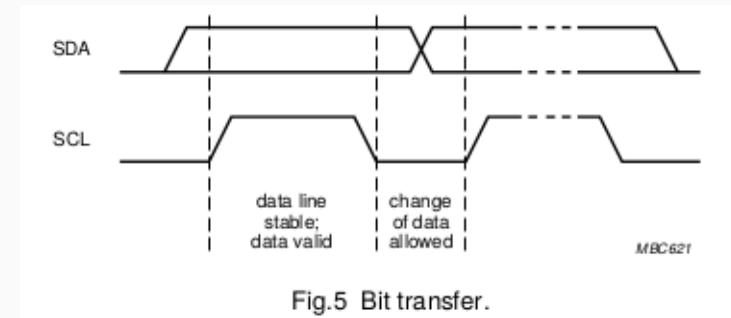 SDA
SCL
data line
stable;
data valid
change
of data
allowed
MBC621
Fig.5 Bit transfer.